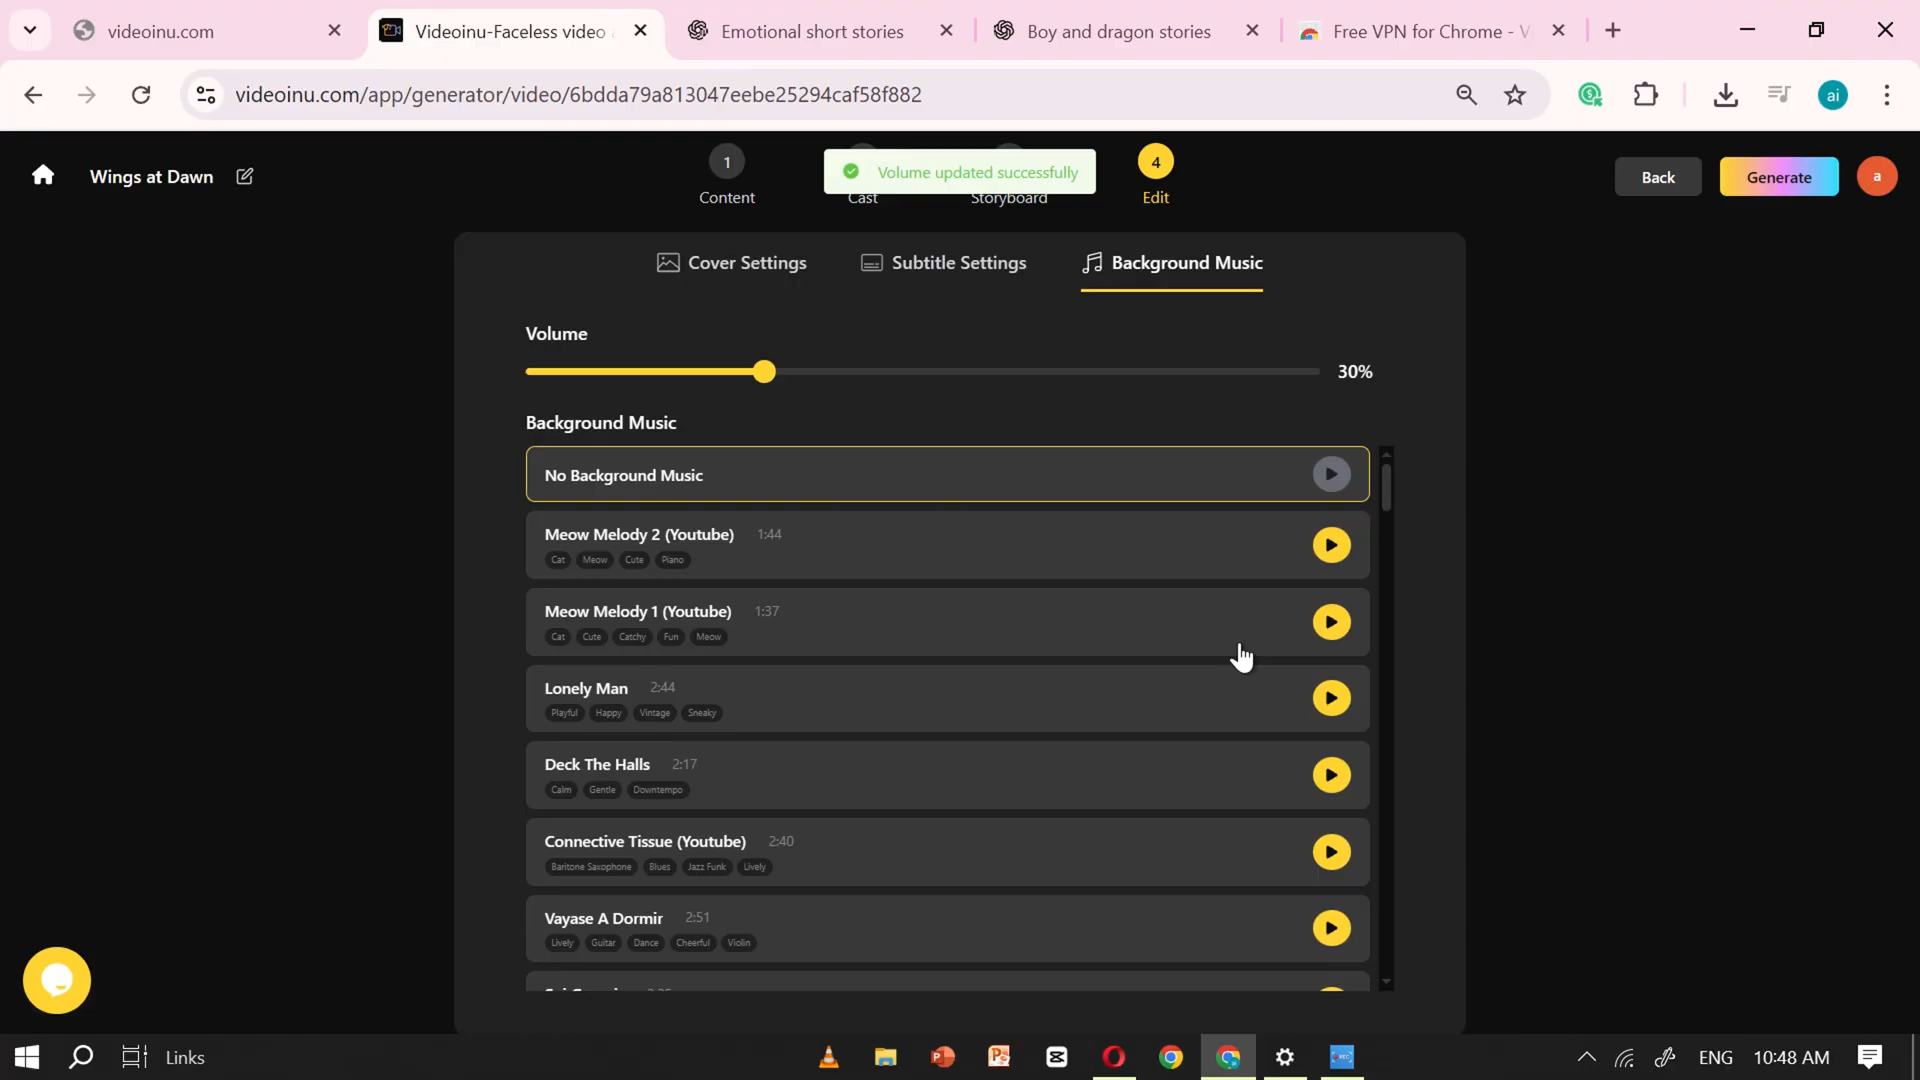 videoinu.com
Videoinu-Faceless video
Emotional short stories
Boy and dragon stories
Free VPN for Chrome - V
videoinu.com/app/generator/video/6bdda79a813047eebe25294caf58f882
ai
Wings at Dawn
1
Content
Cast
Storyboard
4
Edit
Volume updated successfully
Back
Generate
a
Cover Settings
Subtitle Settings
Background Music
Volume
30%
Background Music
No Background Music
Meow Melody 2 (Youtube) 1:44
Cat Meow Cute Piano
Meow Melody 1 (Youtube) 1:37
Cat Cute Catchy Fun Meow
Lonely Man 2:44
Playful Happy Vintage Sneaky
Deck The Halls 2:17
Calm Gentle Downtempo
Connective Tissue (Youtube) 2:40
Baritone Saxophone Blues Jazz Funk Lively
Vayase A Dormir 2:51
Lively Guitar Dance Cheerful Violin
Links
ENG
10:48 AM